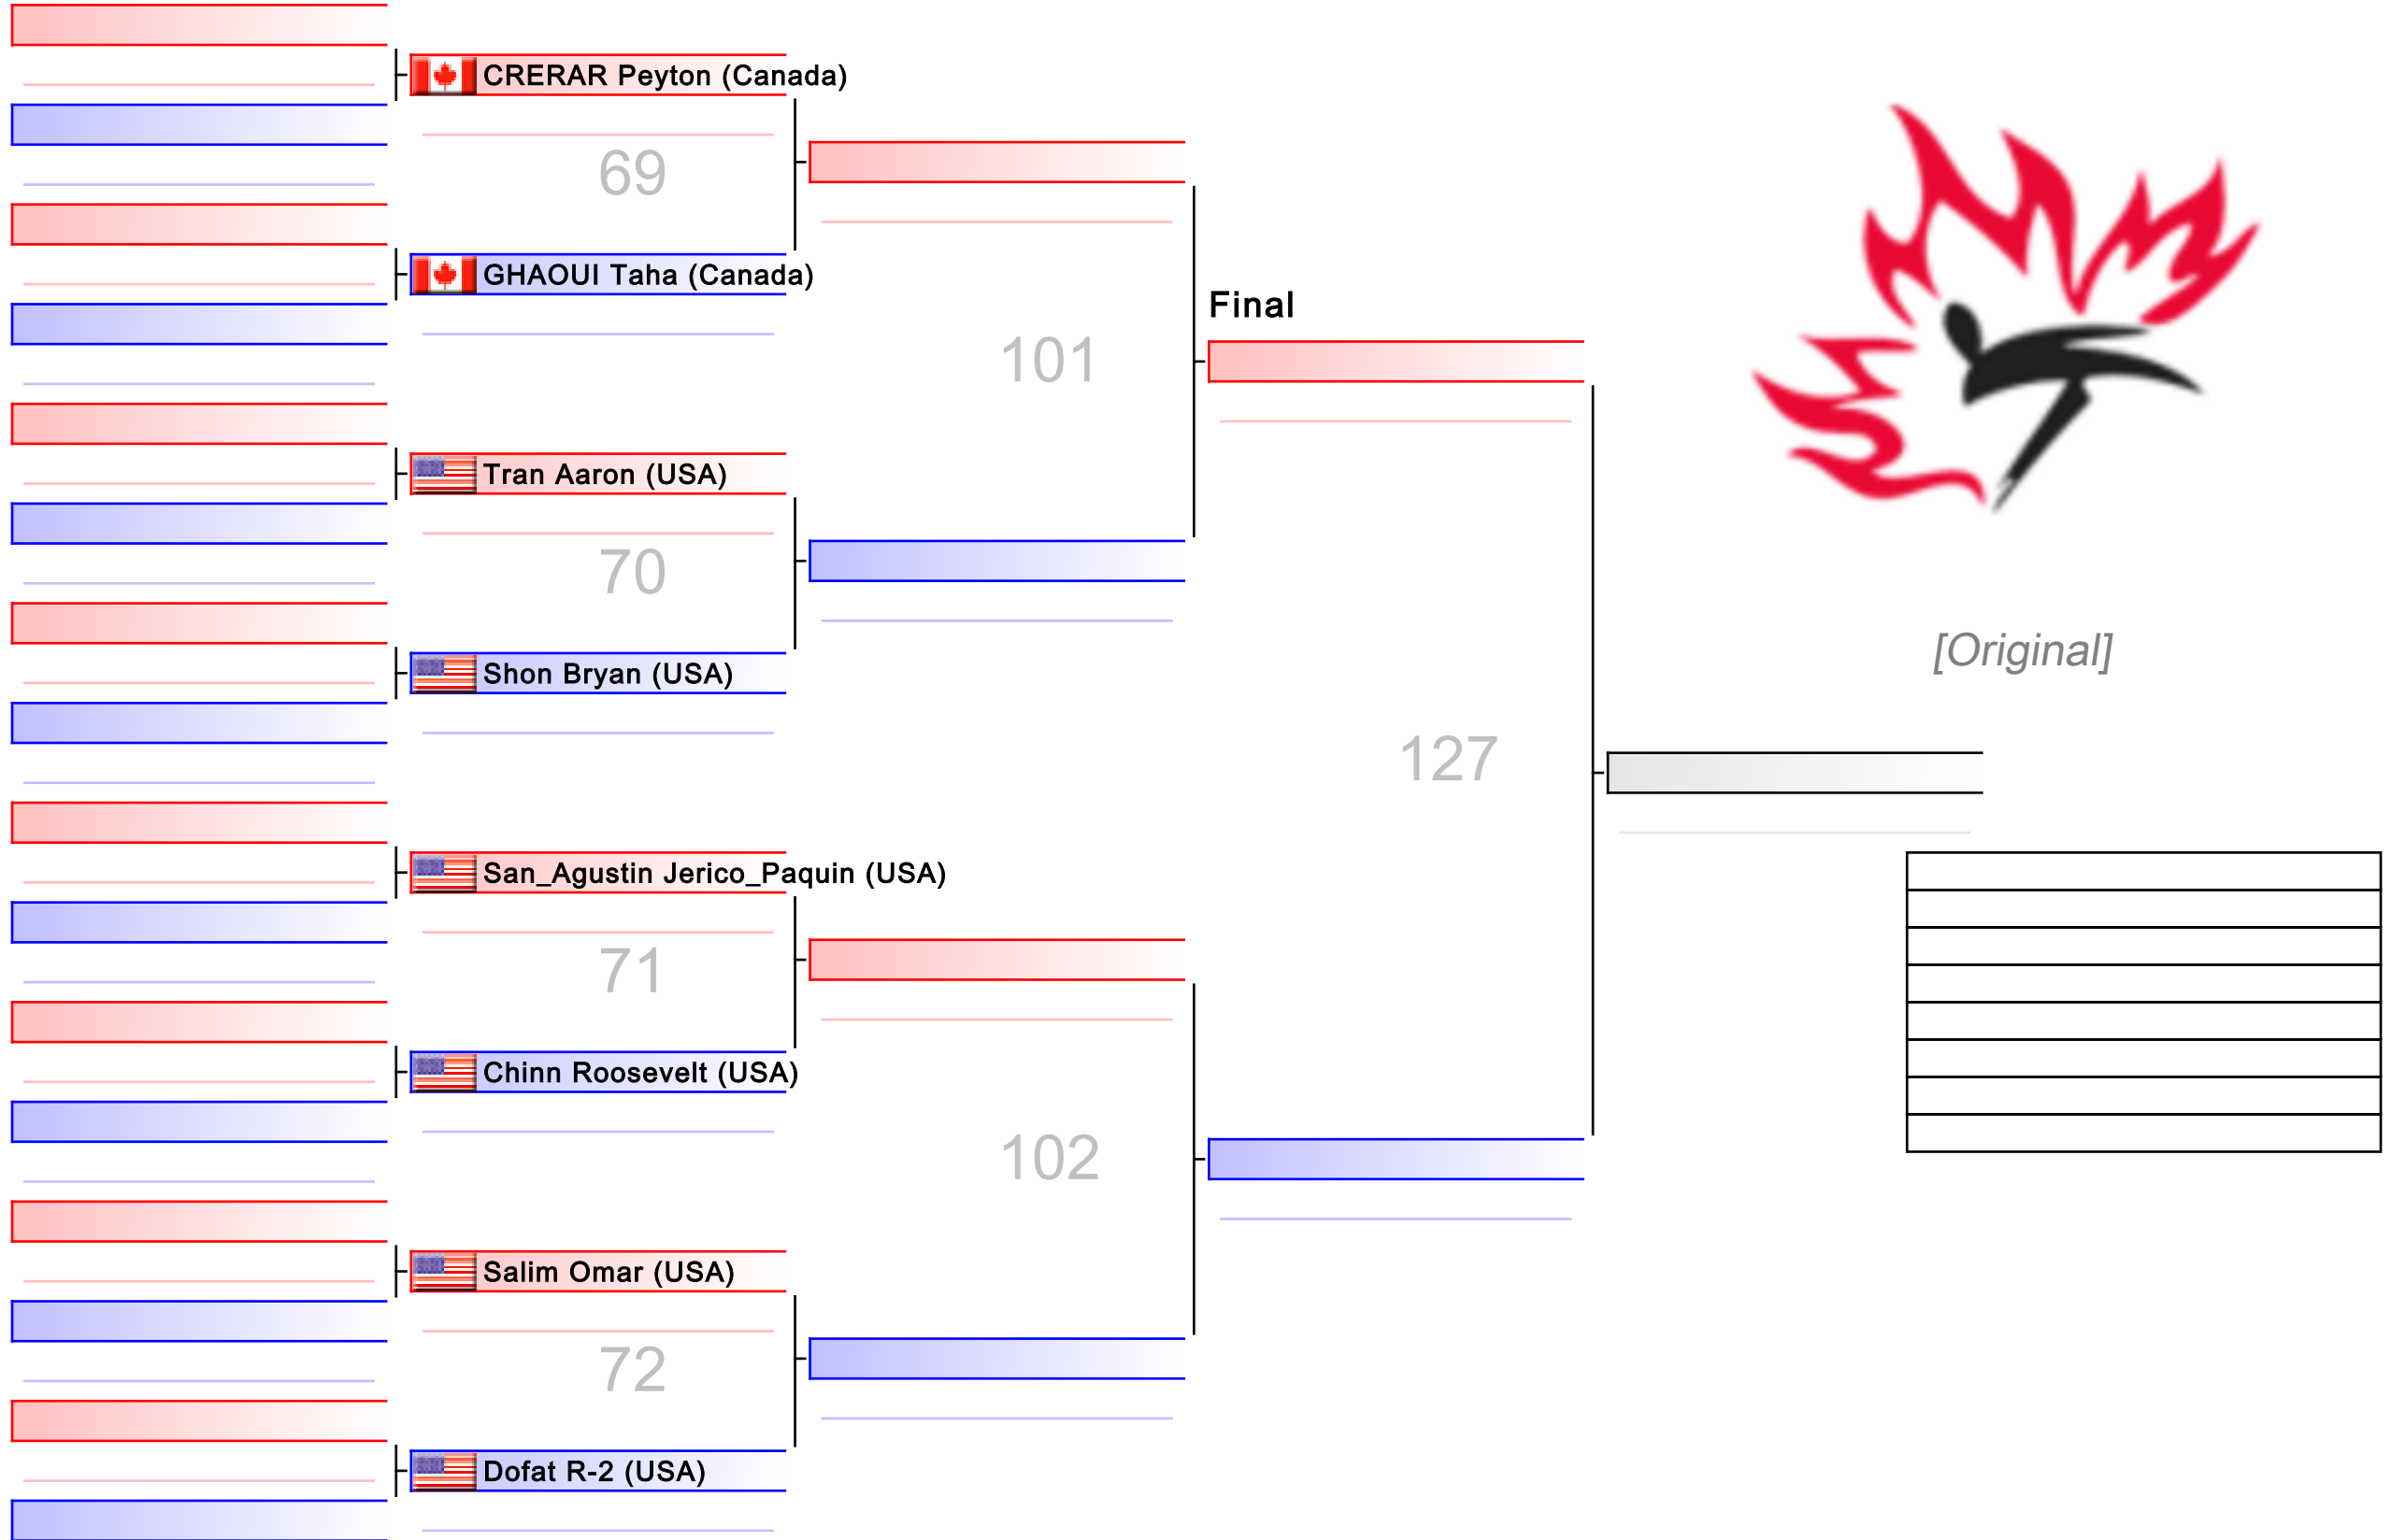 CRERAR Peyton (Canada)
69
GHAOUI Taha (Canada)
Final
101
Tran Aaron (USA)
70
[Original]
Shon Bryan (USA)
127
San_Agustin Jerico_Paquin (USA)
71
Chinn Roosevelt (USA)
102
Salim Omar (USA)
72
Dofat R-2 (USA)